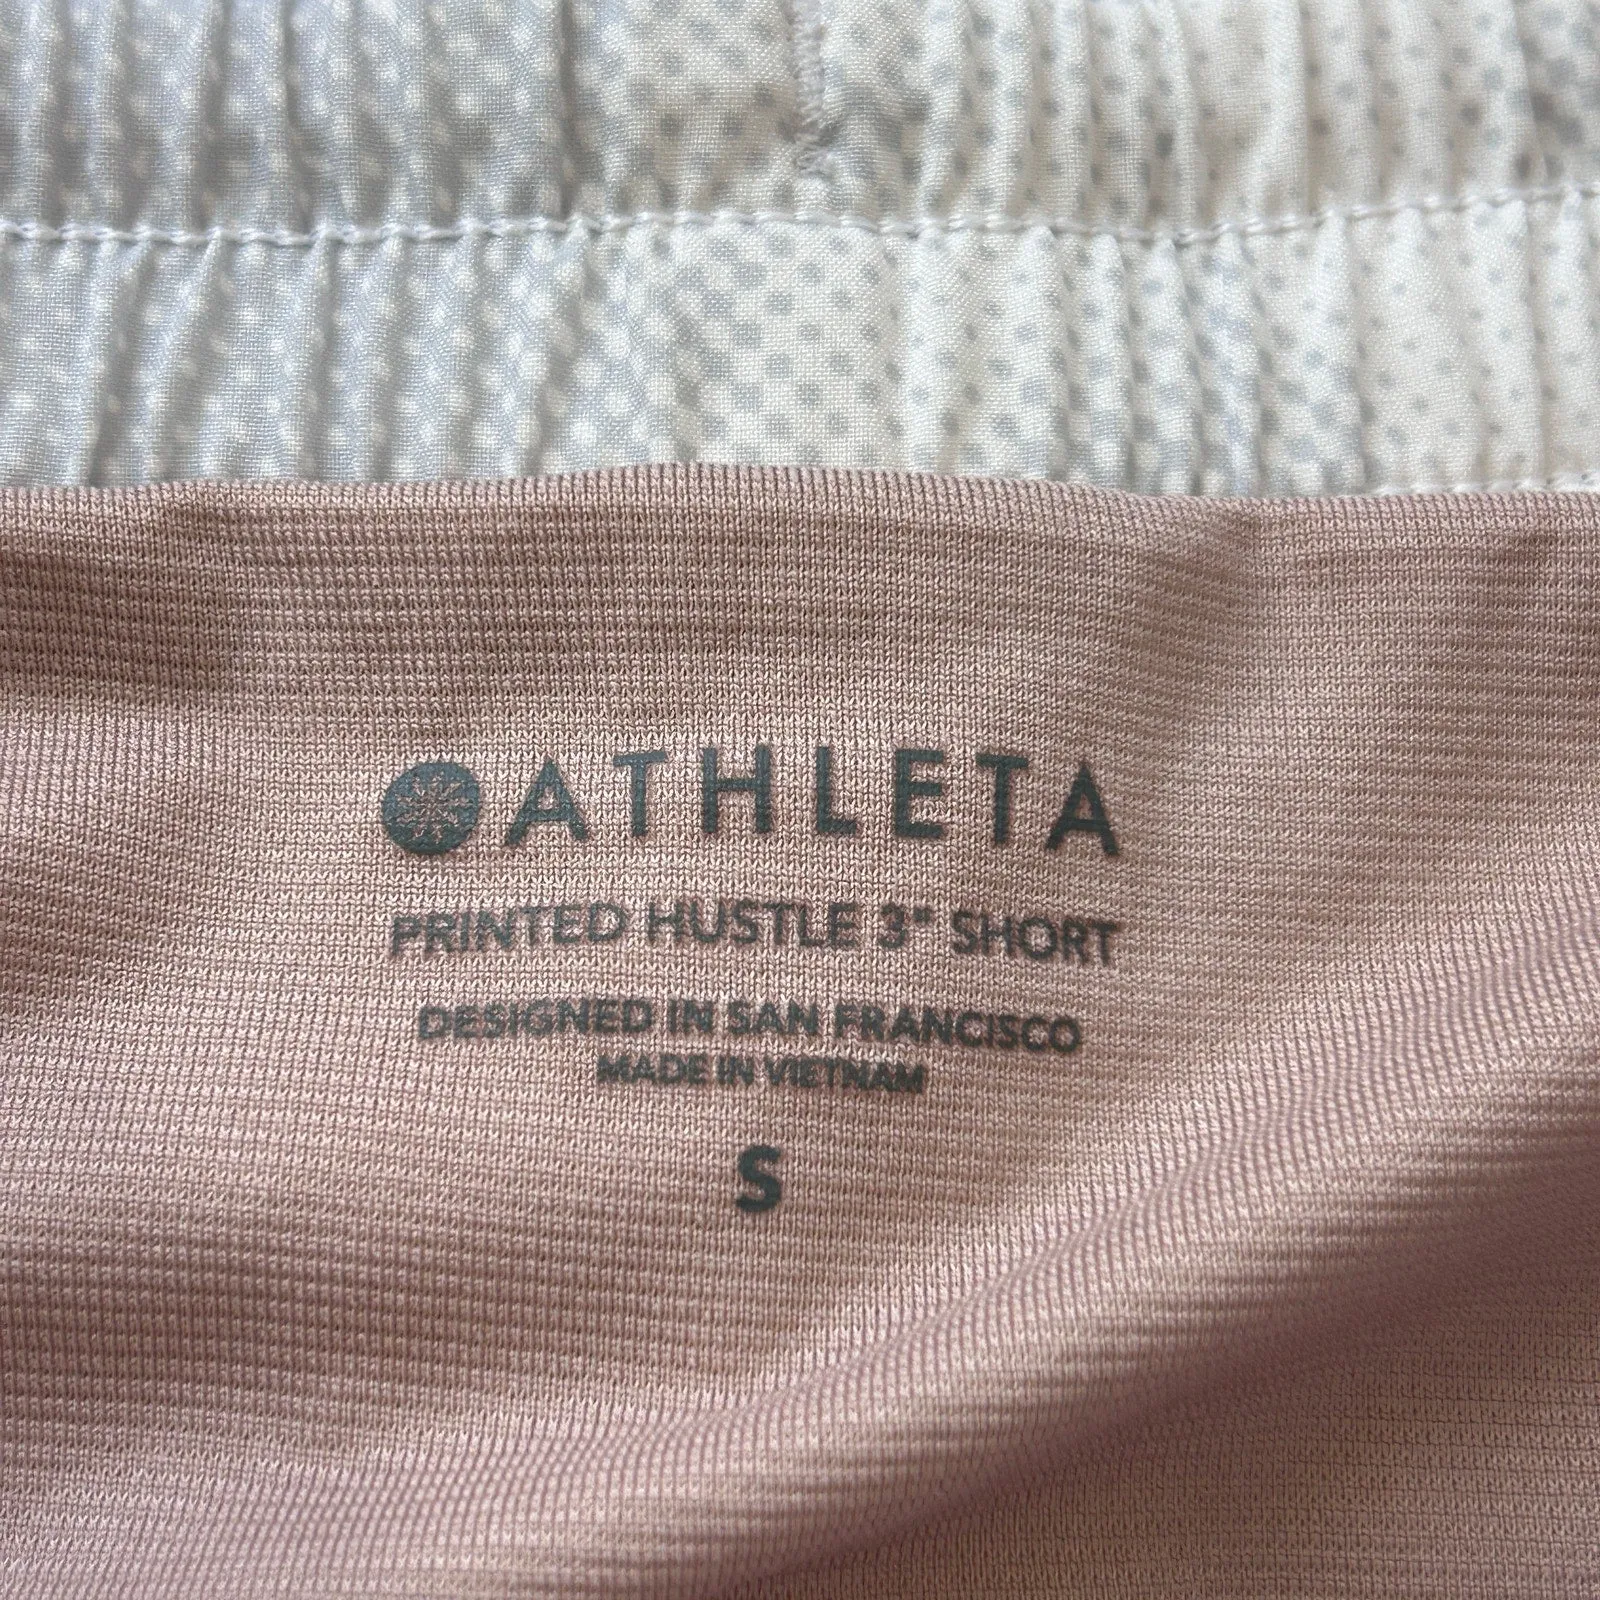 ATHLETA
PRINTED HUSTLE 3" SHORT
DESIGNED IN SAN FRANCISCO
MADE IN VIETNAM
S